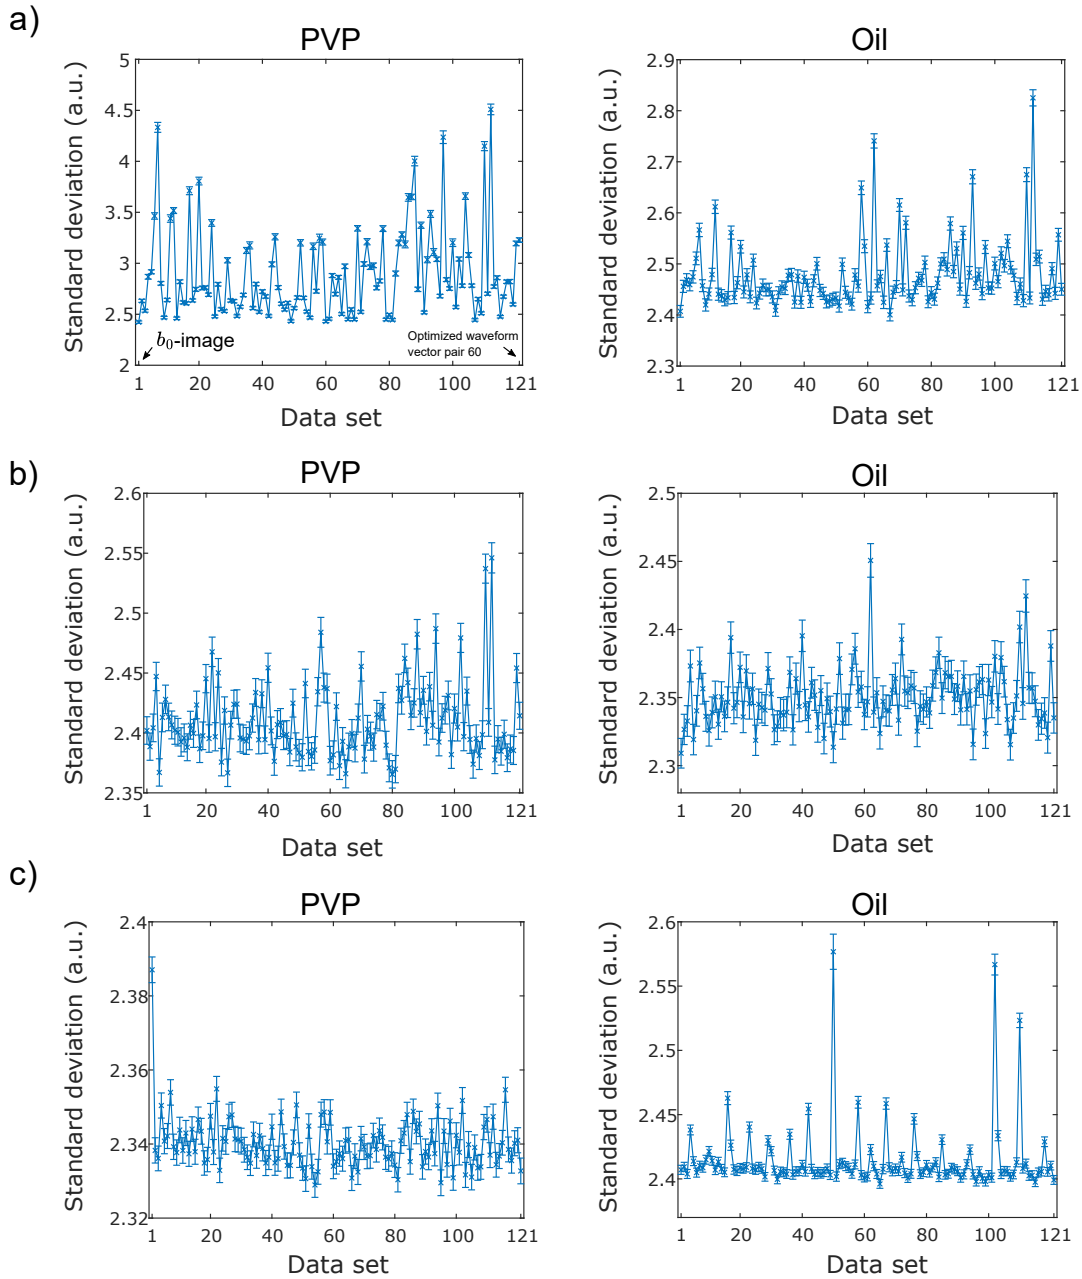 a)
PVP
Oil
Standard deviation (a.u.)
5
4.5
4
3.5
3
2.5
2
b0-image
Optimized waveform
vector pair 60
1 20 40 60 80 100 121
Data set
Standard deviation (a.u.)
2.9
2.8
2.7
2.6
2.5
2.4
2.3
1 20 40 60 80 100 121
Data set
b)
PVP
Oil
Standard deviation (a.u.)
2.6
2.55
2.5
2.45
2.4
2.35
1 20 40 60 80 100 121
Data set
Standard deviation (a.u.)
2.5
2.45
2.4
2.35
2.3
1 20 40 60 80 100 121
Data set
c)
PVP
Oil
Standard deviation (a.u.)
2.4
2.38
2.36
2.34
2.32
1 20 40 60 80 100 121
Data set
Standard deviation (a.u.)
2.6
2.55
2.5
2.45
2.4
1 20 40 60 80 100 121
Data set